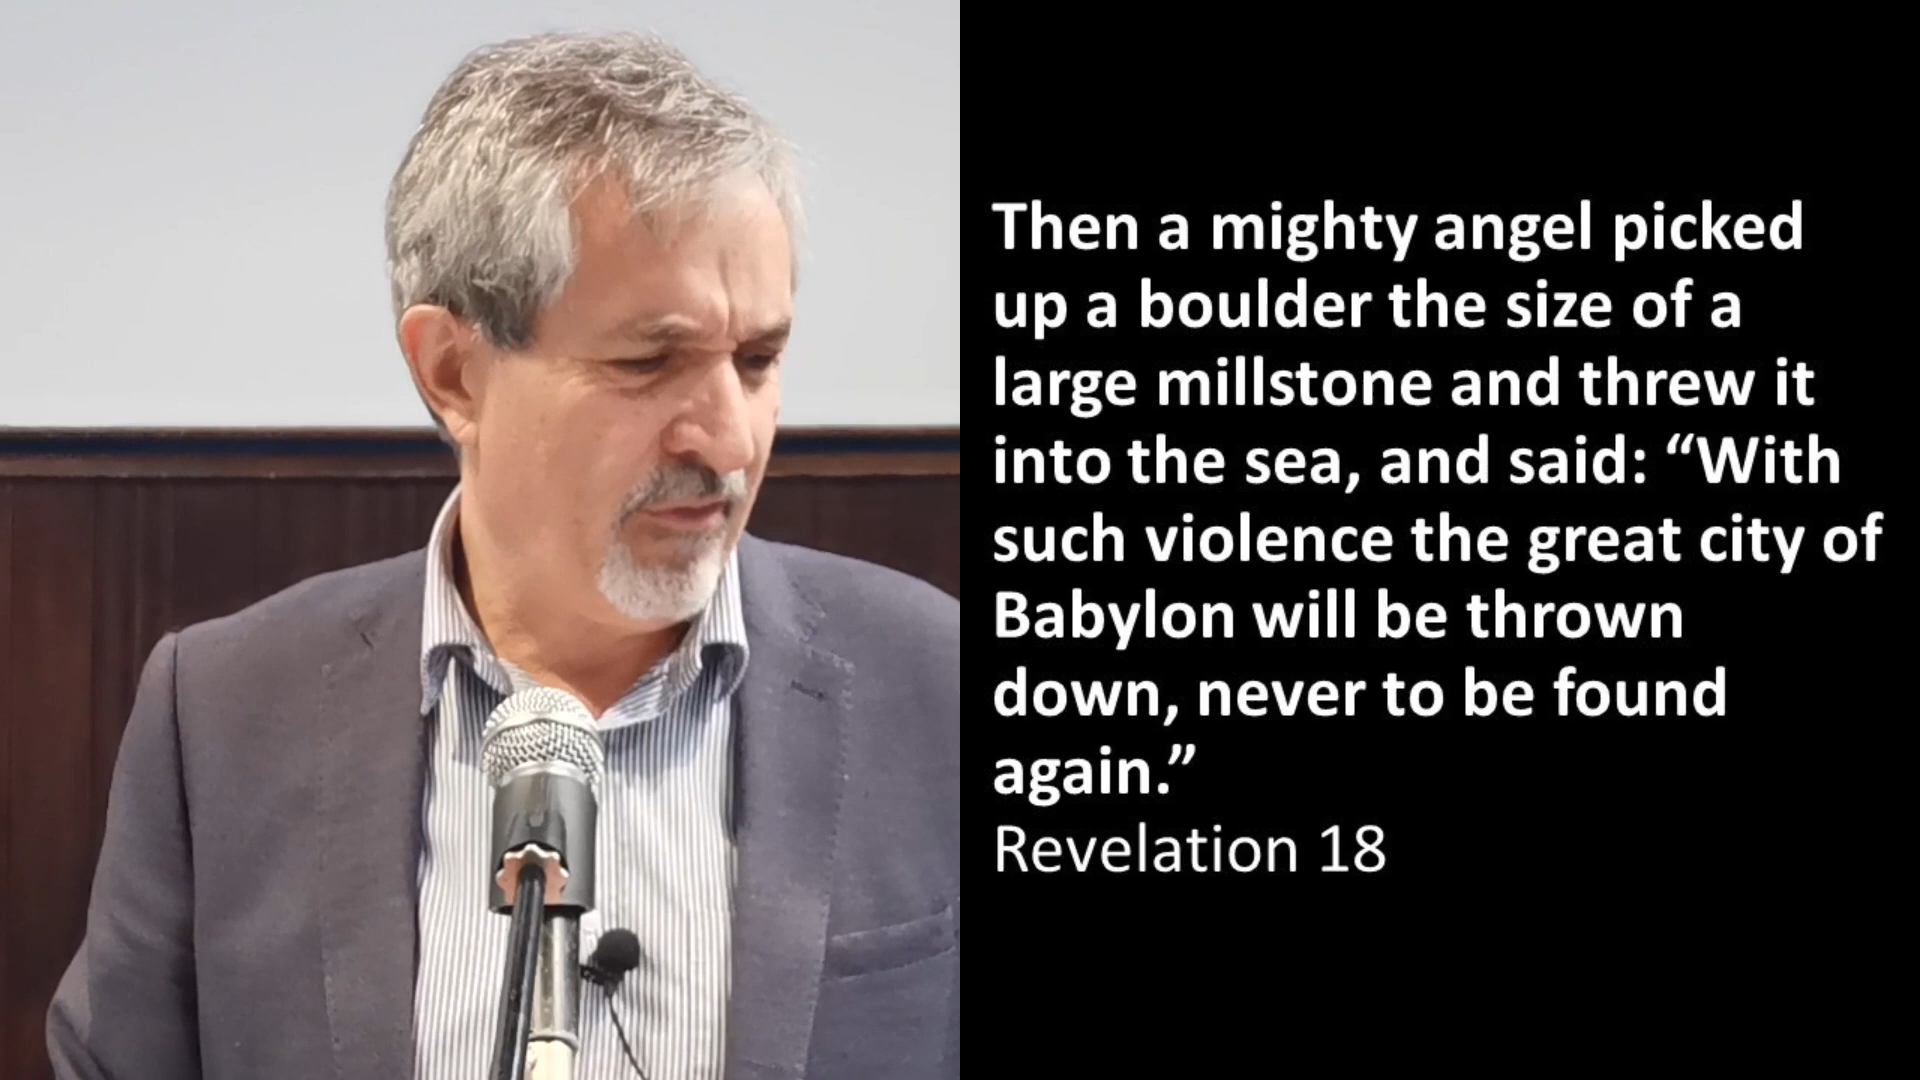 Then a mighty angel picked
up a boulder the size of a
large millstone and threw it
into the sea, and said: “With
such violence the great city of
Babylon will be thrown
down, never to be found
again.”
Revelation 18